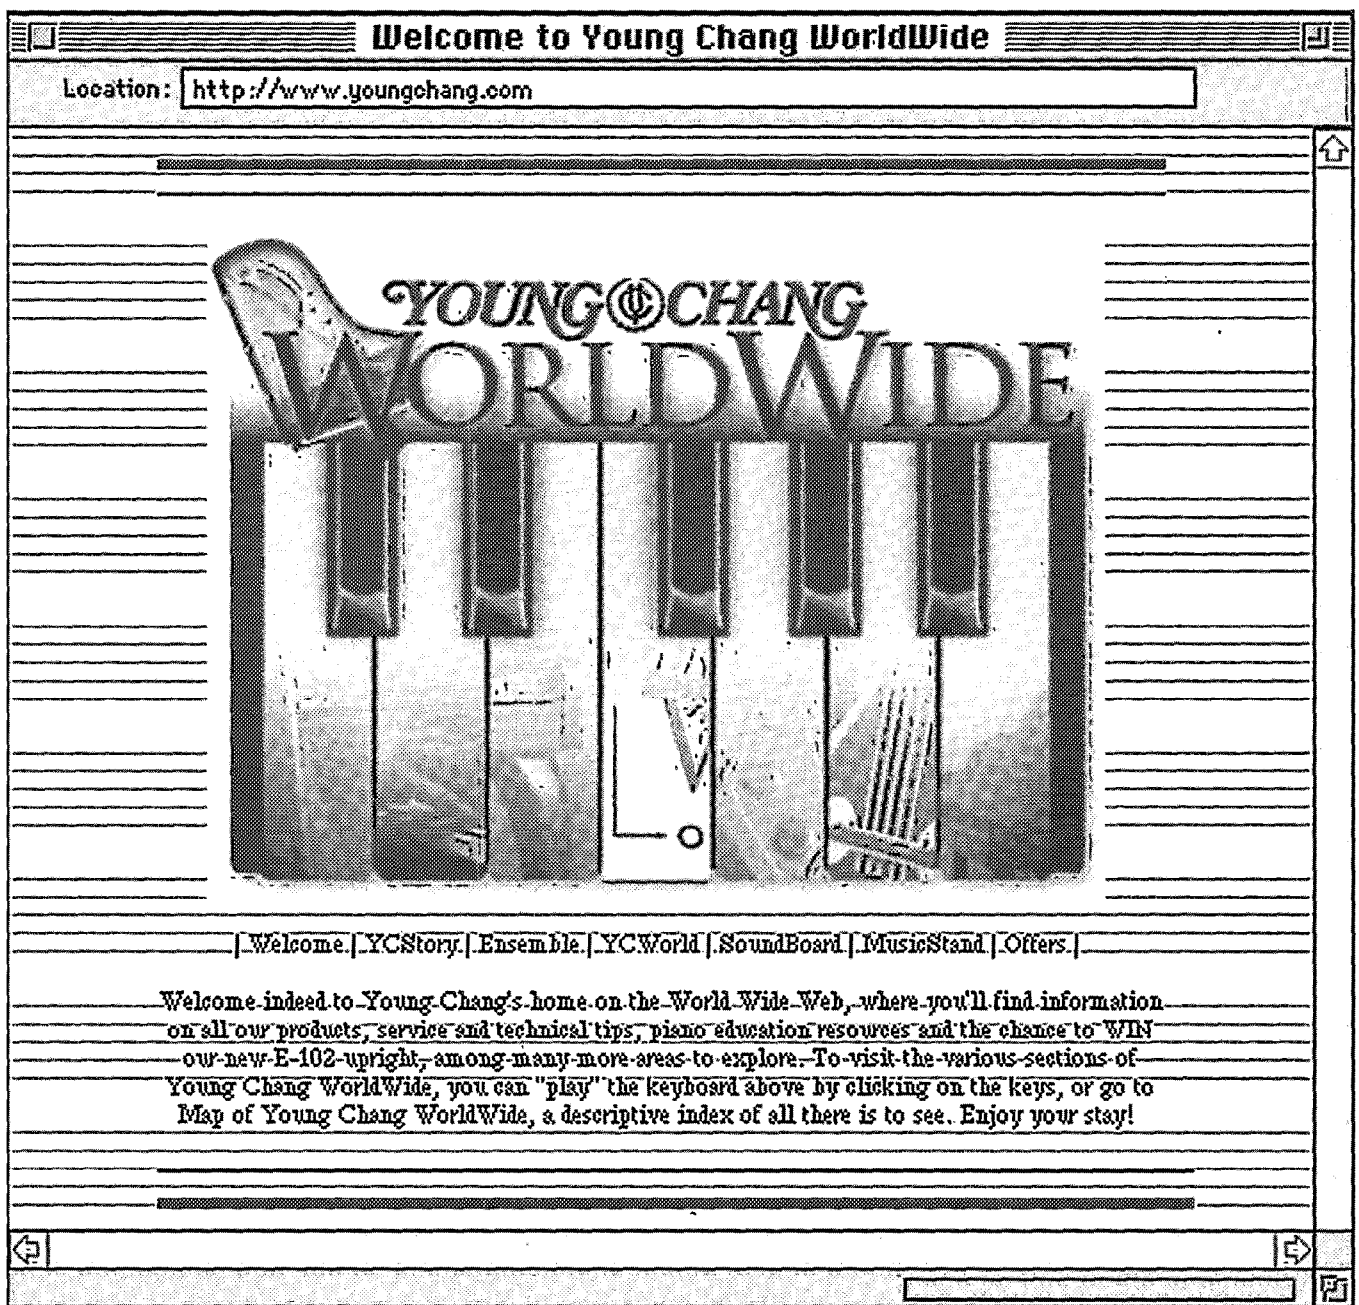 Welcome to Young Chang WorldWide
Location: http://www.youngchang.com
YOUNG CHANG
WORLDWIDE
| Welcome | YCStory | Ensemble | YCWorld | SoundBoard | MusicStand | Offers |
Welcome indeed to Young Chang's home on the World Wide Web, where you'll find information
on all our products, service and technical tips, piano education resources and the chance to WIN
our new E-102 upright, among many more areas to explore. To visit the various sections of
Young Chang WorldWide, you can "play" the keyboard above by clicking on the keys, or go to
Map of Young Chang WorldWide, a descriptive index of all there is to see. Enjoy your stay!